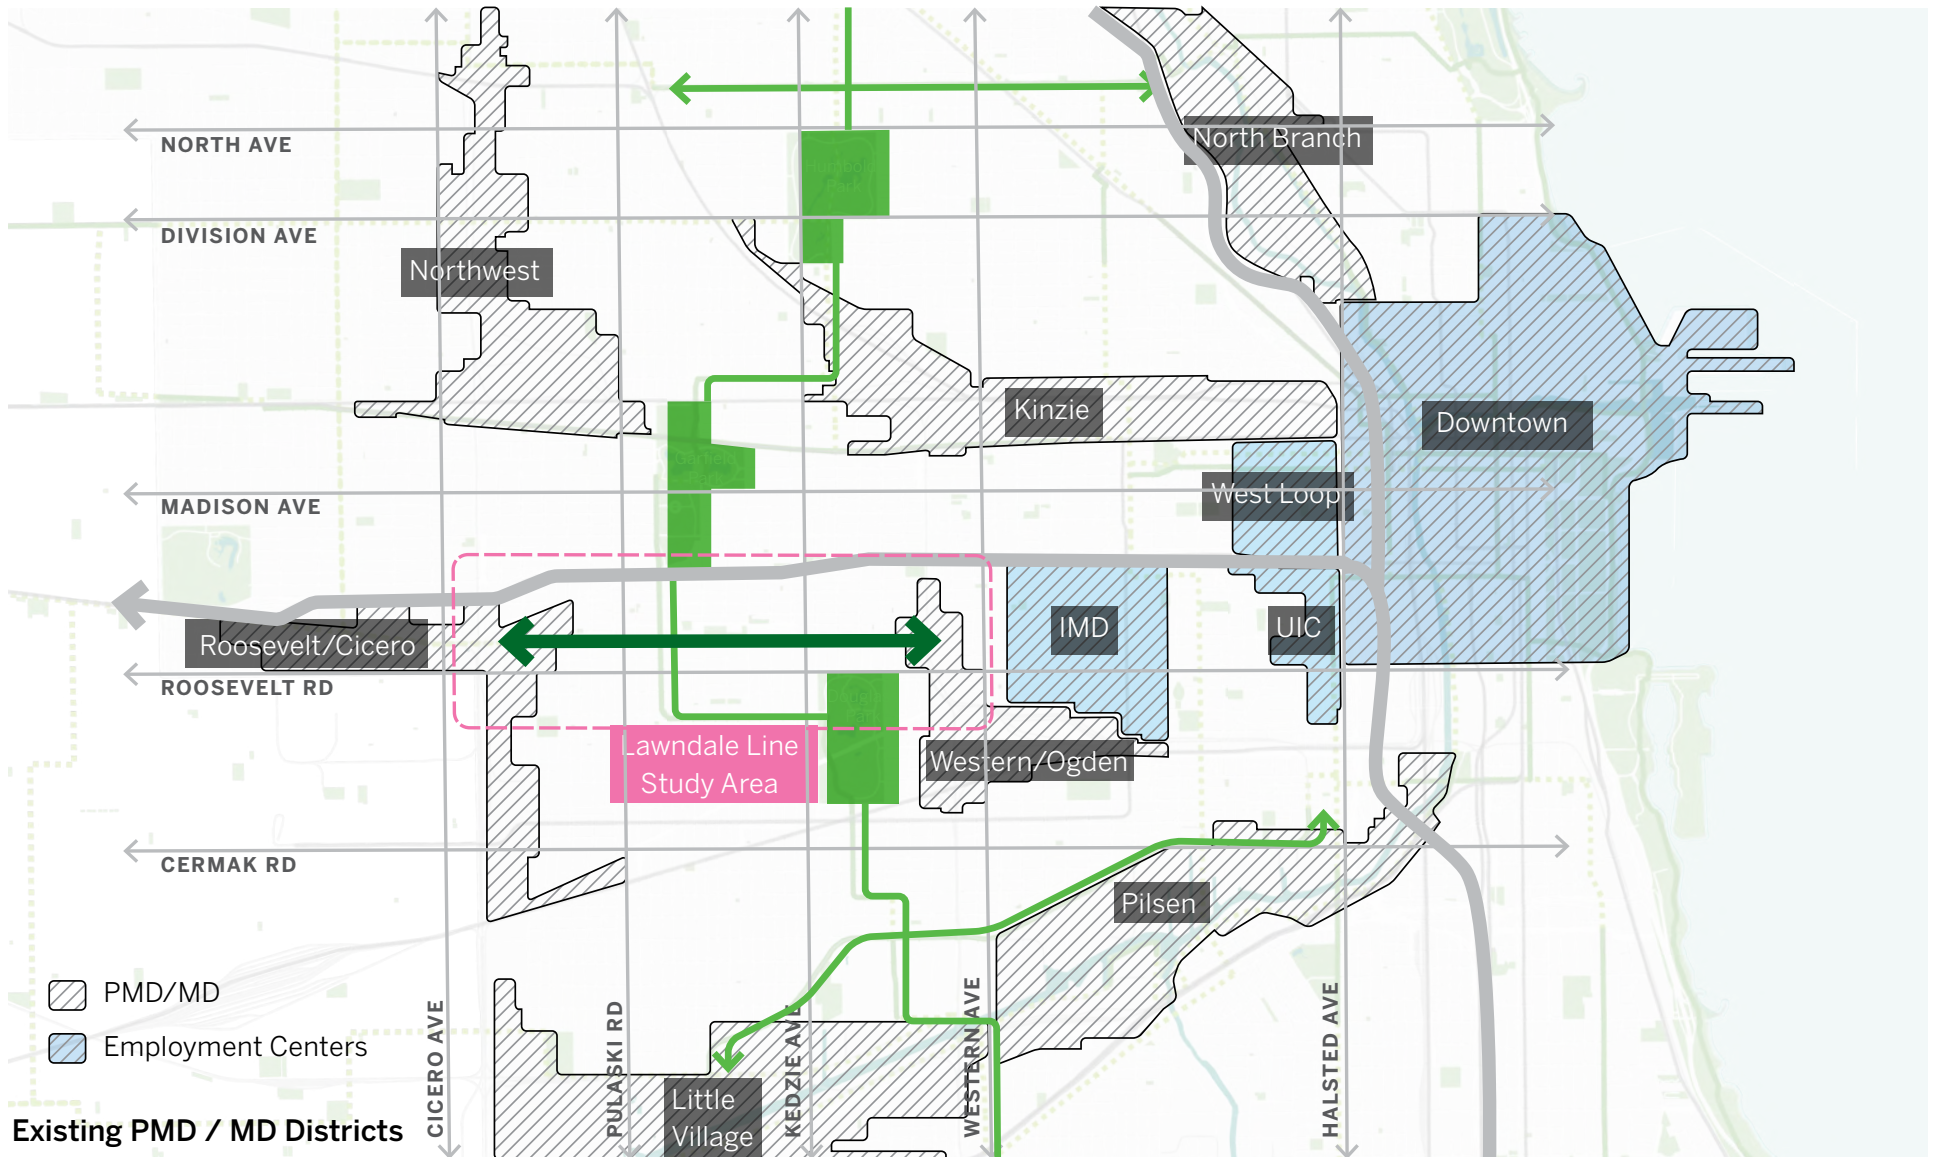 North Branch
NORTH AVE
DIVISION AVE
Northwest
Kinzie
Downtown
West Loop
MADISON AVE
IMD
UIC
Roosevelt/Cicero
ROOSEVELT RD
Lawndale Line
Study Area
Western/Ogden
CERMAK RD
Pilsen
PMD/MD
Employment Centers
CICERO AVE
PULASKI RD
KEDZIE AVE
WESTERN AVE
HALSTED AVE
Little
Village
Existing PMD / MD Districts